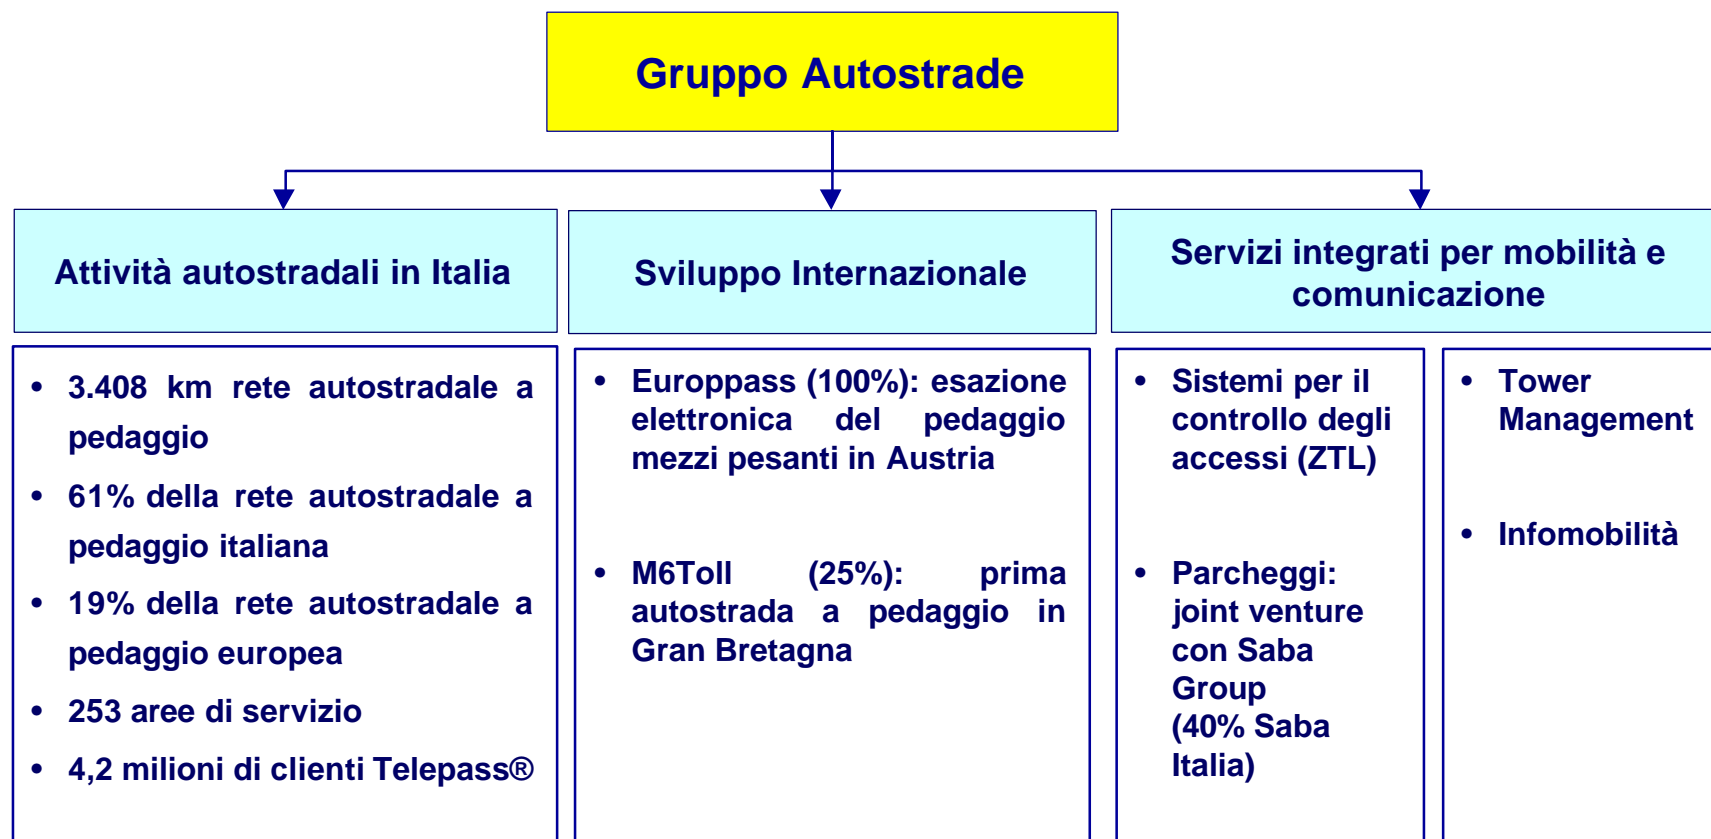 Gruppo Autostrade
Attività autostradali in Italia
Sviluppo Internazionale
Servizi integrati per mobilità e
comunicazione
• 3.408 km rete autostradale a
pedaggio
• 61% della rete autostradale a
pedaggio italiana
• 19% della rete autostradale a
pedaggio europea
• 253 aree di servizio
• 4,2 milioni di clienti Telepass®
• Europpass (100%): esazione
elettronica del pedaggio
mezzi pesanti in Austria
• M6Toll (25%): prima
autostrada a pedaggio in
Gran Bretagna
• Sistemi per il
controllo degli
accessi (ZTL)
• Parcheggi:
joint venture
con Saba
Group
(40% Saba
Italia)
• Tower
Management
• Infomobilità